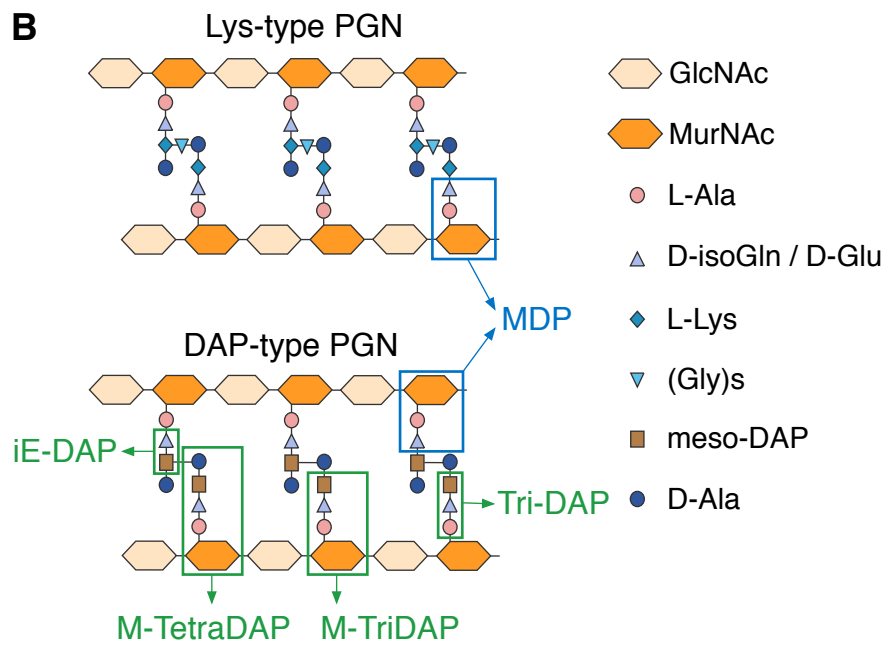 B
Lys-type PGN
GlcNAc
MurNAc
L-Ala
D-isoGln / D-Glu
L-Lys
MDP
DAP-type PGN
(Gly)s
meso-DAP
iE-DAP
D-Ala
Tri-DAP
M-TetraDAP
M-TriDAP